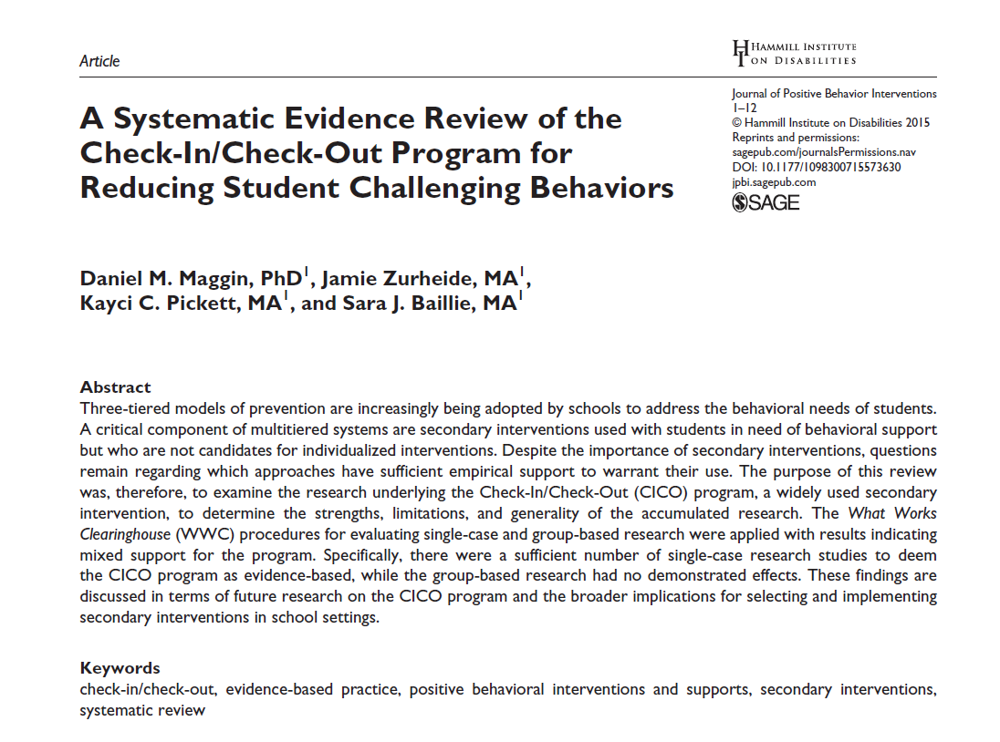 Article
HAMMILL INSTITUTE
ON DISABILITIES
A Systematic Evidence Review of the
Check-In/Check-Out Program for
Reducing Student Challenging Behaviors
Journal of Positive Behavior Interventions
1–12
© Hammill Institute on Disabilities 2015
Reprints and permissions:
sagepub.com/journalsPermissions.nav
DOI: 10.1177/1098300715573630
jpbi.sagepub.com
SAGE
Daniel M. Maggin, PhD1, Jamie Zurheide, MA1,
Kayci C. Pickett, MA1, and Sara J. Baillie, MA1
Abstract
Three-tiered models of prevention are increasingly being adopted by schools to address the behavioral needs of students.
A critical component of multitiered systems are secondary interventions used with students in need of behavioral support
but who are not candidates for individualized interventions. Despite the importance of secondary interventions, questions
remain regarding which approaches have sufficient empirical support to warrant their use. The purpose of this review
was, therefore, to examine the research underlying the Check-In/Check-Out (CICO) program, a widely used secondary
intervention, to determine the strengths, limitations, and generality of the accumulated research. The What Works
Clearinghouse (WWC) procedures for evaluating single-case and group-based research were applied with results indicating
mixed support for the program. Specifically, there were a sufficient number of single-case research studies to deem
the CICO program as evidence-based, while the group-based research had no demonstrated effects. These findings are
discussed in terms of future research on the CICO program and the broader implications for selecting and implementing
secondary interventions in school settings.
Keywords
check-in/check-out, evidence-based practice, positive behavioral interventions and supports, secondary interventions,
systematic review